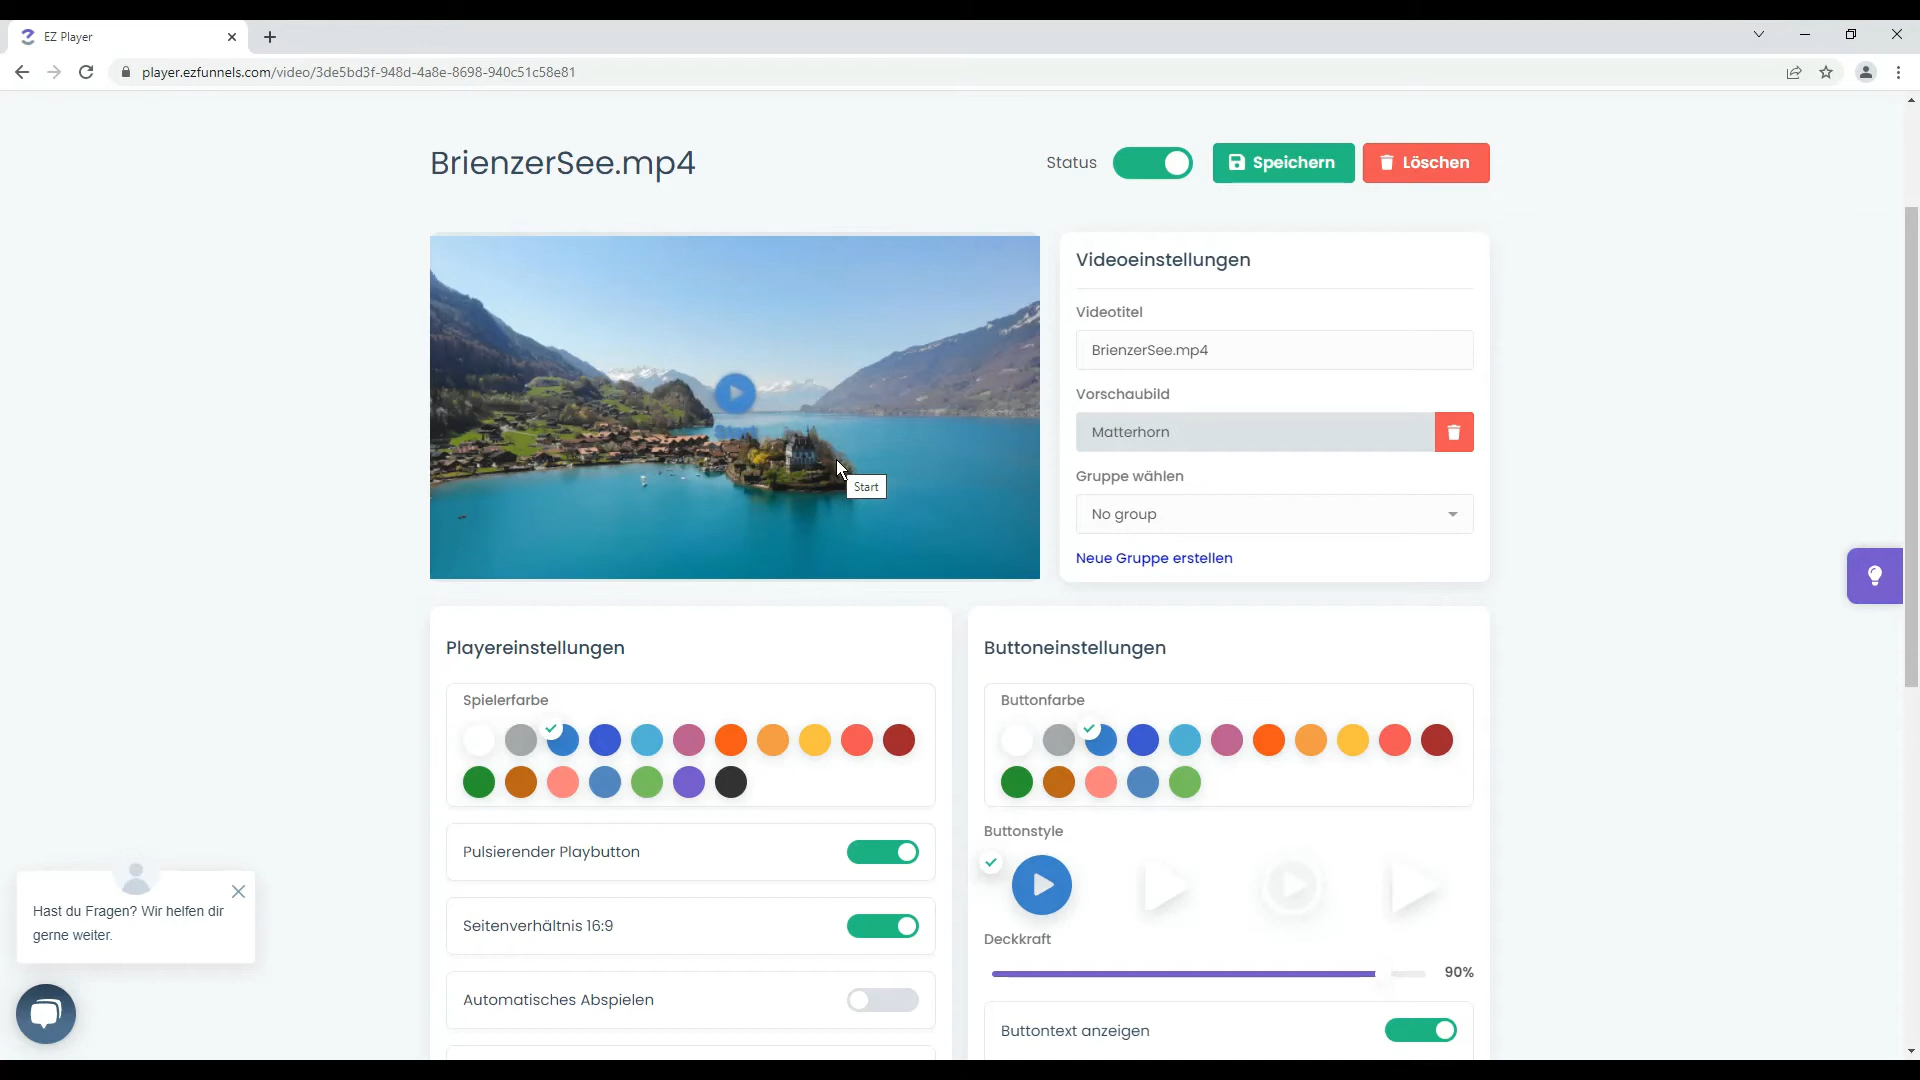 EZ Player
player.ezfunnels.com/video/3de5bd3f-948d-4a8e-8698-940c51c58e81
BrienzerSee.mp4
Status
Speichern
Löschen
Start
Videoeinstellungen
Videotitel
BrienzerSee.mp4
Vorschaubild
Matterhorn
Gruppe wählen
No group
Neue Gruppe erstellen
Playereinstellungen
Spielerfarbe
Pulsierender Playbutton
Seitenverhältnis 16:9
Automatisches Abspielen
Buttoneinstellungen
Buttonfarbe
Buttonstyle
Deckkraft
90%
Buttontext anzeigen
Hast du Fragen? Wir helfen dir
gerne weiter.